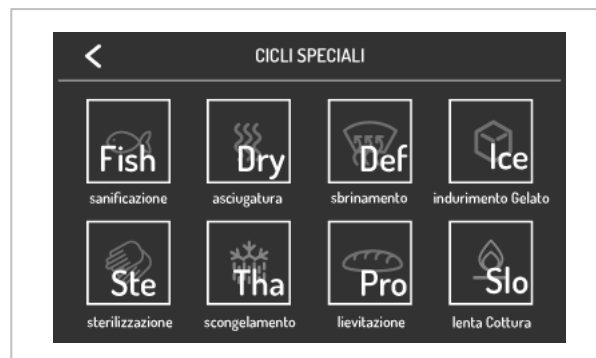 CICLI SPECIALI
Fish Dry Def Ice
sanificazione asciugatura sbrinamento indurimento Gelato
Ste Tha Pro Slo
sterilizzazione scongelamento lievitazione lenta Cottura